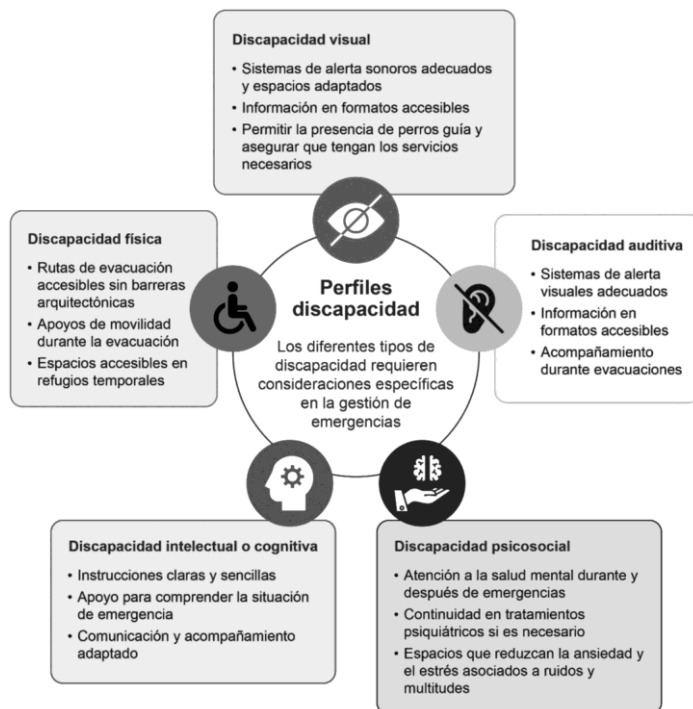 Discapacidad visual
• Sistemas de alerta sonoros adecuados
y espacios adaptados
• Información en formatos accesibles
• Permitir la presencia de perros guía y
asegurar que tengan los servicios
necesarios
Discapacidad física
• Rutas de evacuación
accesibles sin barreras
arquitectónicas
• Apoyos de movilidad
durante la evacuación
• Espacios accesibles en
refugios temporales
Perfiles
discapacidad
Los diferentes tipos de
discapacidad requieren
consideraciones específicas
en la gestión de
emergencias
Discapacidad auditiva
• Sistemas de alerta
visuales adecuados
• Información en
formatos accesibles
• Acompañamiento
durante evacuaciones
Discapacidad intelectual o cognitiva
• Instrucciones claras y sencillas
• Apoyo para comprender la situación
de emergencia
• Comunicación y acompañamiento
adaptado
Discapacidad psicosocial
• Atención a la salud mental durante y
después de emergencias
• Continuidad en tratamientos
psiquiátricos si es necesario
• Espacios que reduzcan la ansiedad y
el estrés asociados a ruidos y
multitudes